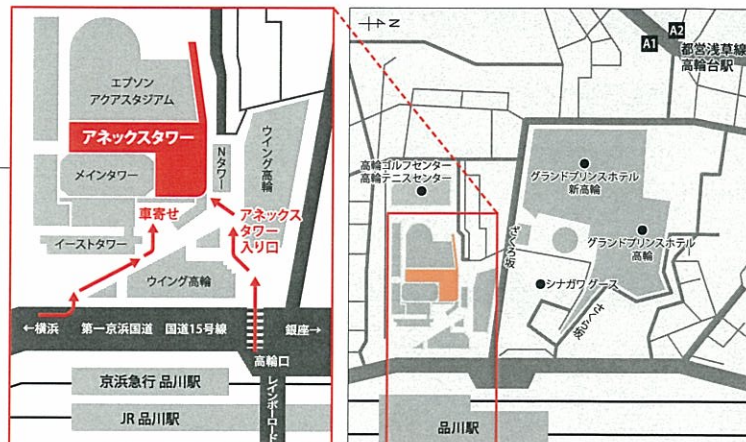 エプソン
アクアスタジアム
アネックスタワー
メインタワー
Nタワー
ウイング高輪
車寄せ
アネックス
タワー
入り口
イーストタワー
ウイング高輪
←横浜
第一京浜国道 国道15号線
銀座→
高輪口
京浜急行 品川駅
JR 品川駅
レインボーロード
N
A1
A2
都営浅草線
高輪台駅
高輪ゴルフセンター
高輪テニスセンター
グランドプリンスホテル
新高輪
グランドプリンスホテル
高輪
ざくろ坂
シナガワ グース
さくら坂
品川駅